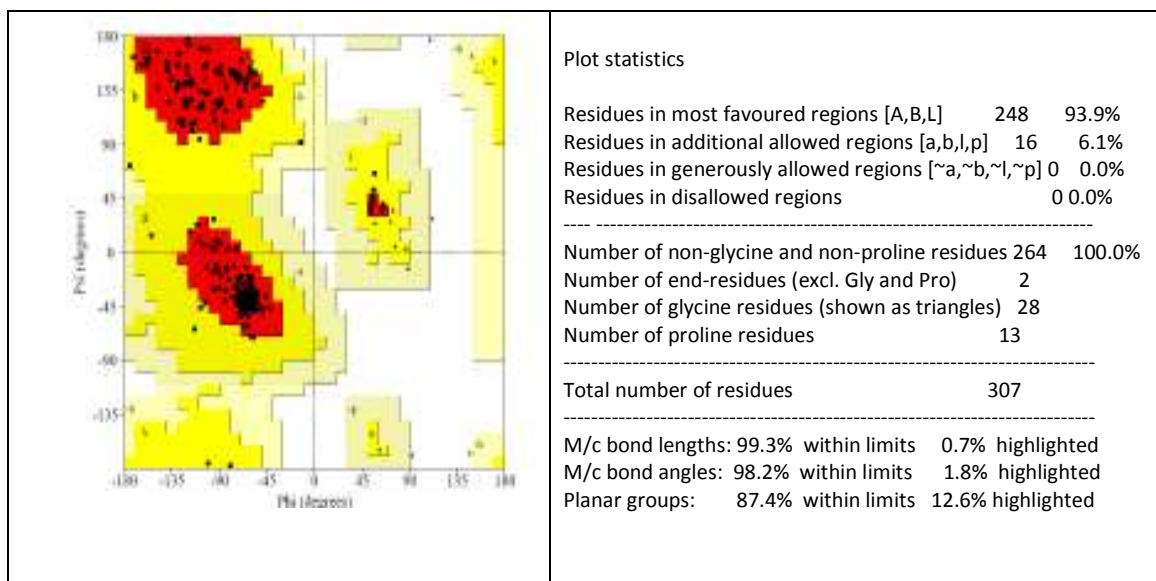 180
135
90
45
0
-45
-90
-135
-180 -135 -90 -45 0 45 90 135 180
Psi (degrees)
Phi (degrees)
Plot statistics
Residues in most favoured regions [A,B,L] 248 93.9%
Residues in additional allowed regions [a,b,l,p] 16 6.1%
Residues in generously allowed regions [~a,~b,~l,~p] 0 0.0%
Residues in disallowed regions 0 0.0%
Number of non-glycine and non-proline residues 264 100.0%
Number of end-residues (excl. Gly and Pro) 2
Number of glycine residues (shown as triangles) 28
Number of proline residues 13
Total number of residues 307
M/c bond lengths: 99.3% within limits 0.7% highlighted
M/c bond angles: 98.2% within limits 1.8% highlighted
Planar groups: 87.4% within limits 12.6% highlighted